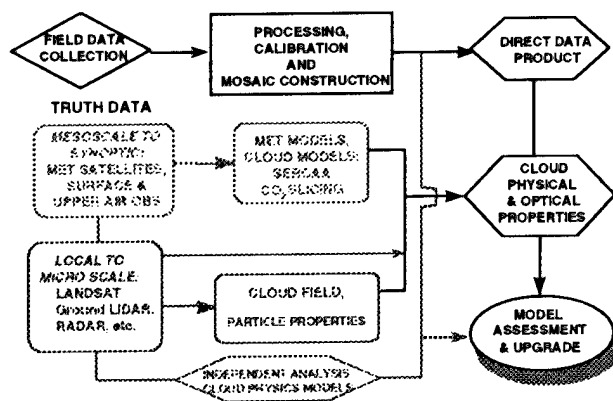 FIELD DATA
COLLECTION
PROCESSING,
CALIBRATION
AND
MOSAIC CONSTRUCTION
DIRECT DATA
PRODUCT
TRUTH DATA
MESOSCALE TO
SYNOPTIC:
MET SATELLITES,
SURFACE &
UPPER AIR OBS
MET MODELS,
CLOUD MODELS:
SERCAA
CO2 SLICING
CLOUD
PHYSICAL
& OPTICAL
PROPERTIES
LOCAL TO
MICRO SCALE:
LANDSAT
Ground LIDAR,
RADAR, etc.
CLOUD FIELD,
PARTICLE PROPERTIES
MODEL
ASSESSMENT
& UPGRADE
INDEPENDENT ANALYSIS
CLOUD PHYSICS MODELS